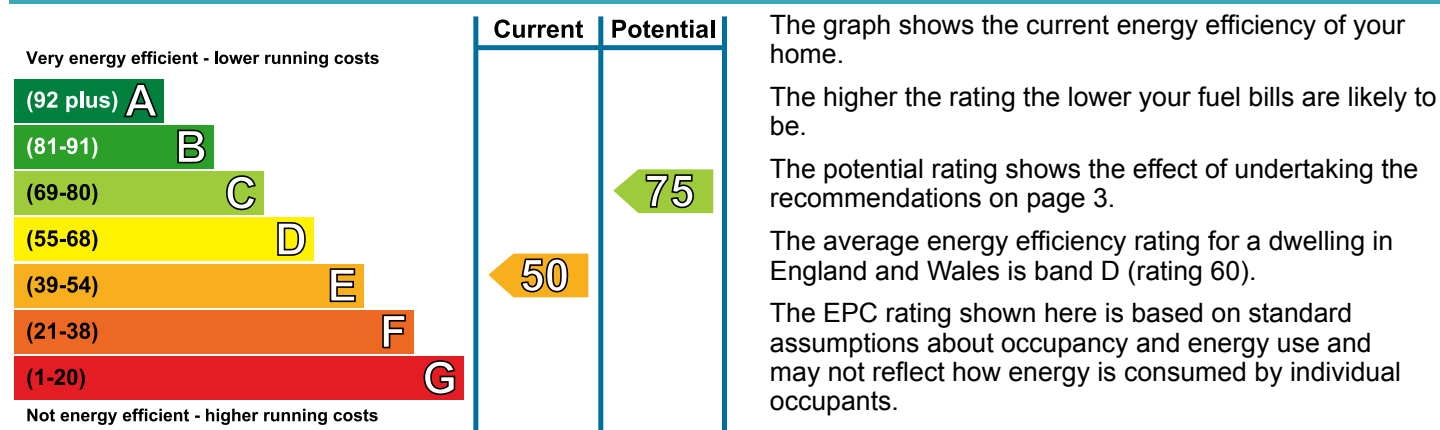 Current Potential
Very energy efficient - lower running costs
(92 plus) A
(81-91) B
(69-80) C
75
(55-68) D
(39-54) E
50
(21-38) F
(1-20) G
Not energy efficient - higher running costs
The graph shows the current energy efficiency of your
home.
The higher the rating the lower your fuel bills are likely to
be.
The potential rating shows the effect of undertaking the
recommendations on page 3.
The average energy efficiency rating for a dwelling in
England and Wales is band D (rating 60).
The EPC rating shown here is based on standard
assumptions about occupancy and energy use and
may not reflect how energy is consumed by individual
occupants.